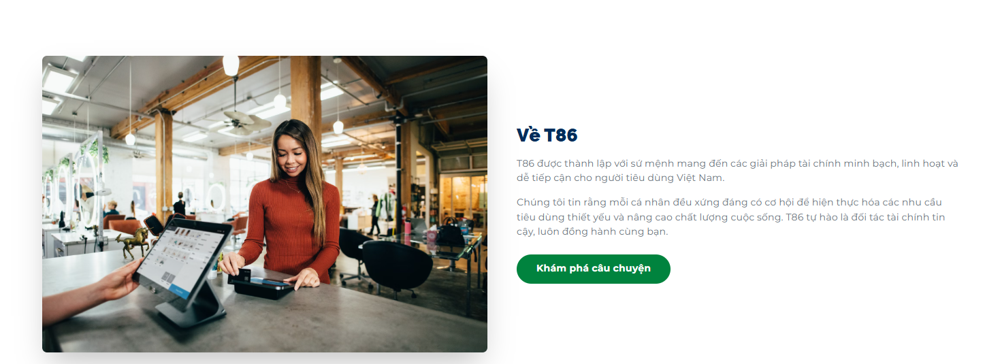 Về T86
T86 được thành lập với sứ mệnh mang đến các giải pháp tài chính minh bạch, linh hoạt và
dễ tiếp cận cho người tiêu dùng Việt Nam.
Chúng tôi tin rằng mỗi cá nhân đều xứng đáng có cơ hội để hiện thực hóa các nhu cầu
tiêu dùng thiết yếu và nâng cao chất lượng cuộc sống. T86 tự hào là đối tác tài chính tin
cậy, luôn đồng hành cùng bạn.
Khám phá câu chuyện